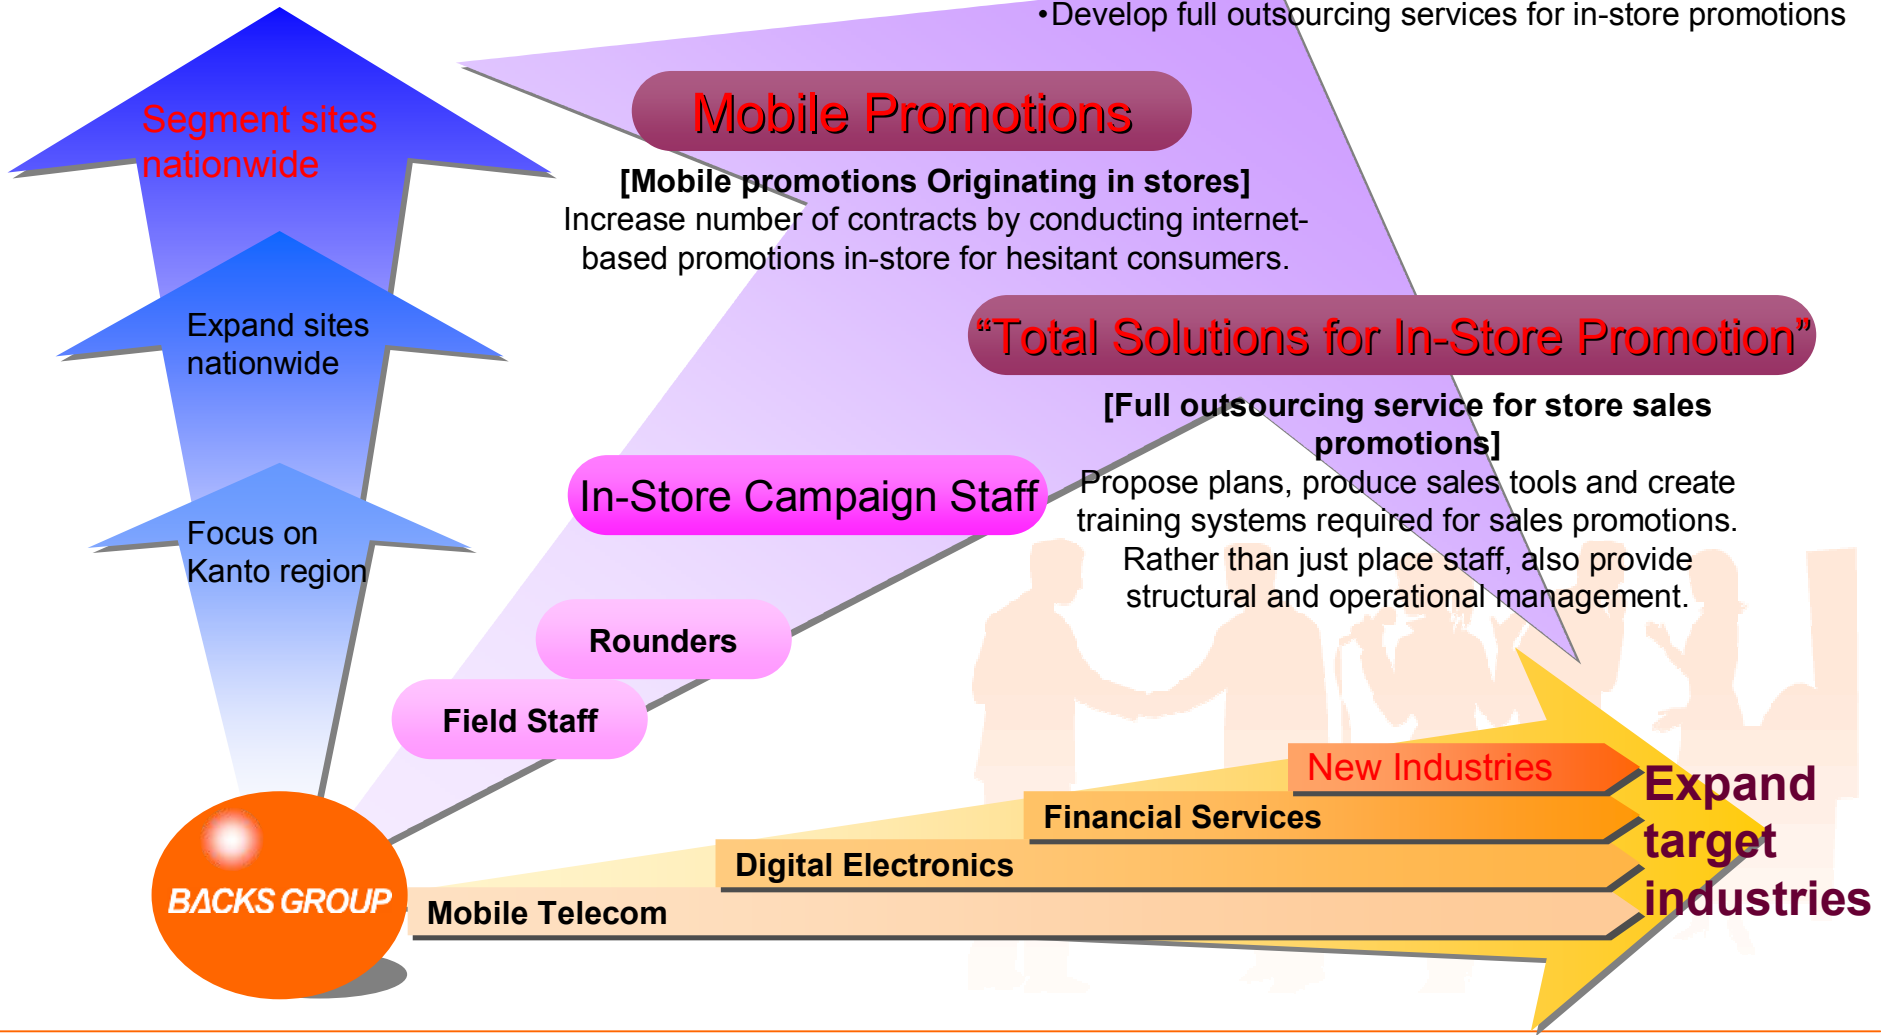 •Develop full outsourcing services for in-store promotions
Segment sites
nationwide
Mobile Promotions
[Mobile promotions Originating in stores]
Increase number of contracts by conducting internet-
based promotions in-store for hesitant consumers.
Expand sites
nationwide
“Total Solutions for In-Store Promotion”
[Full outsourcing service for store sales
promotions]
Propose plans, produce sales tools and create
training systems required for sales promotions.
Rather than just place staff, also provide
structural and operational management.
In-Store Campaign Staff
Focus on
Kanto region
Rounders
Field Staff
New Industries
Financial Services
Digital Electronics
Mobile Telecom
Expand
target
industries
BACKS GROUP